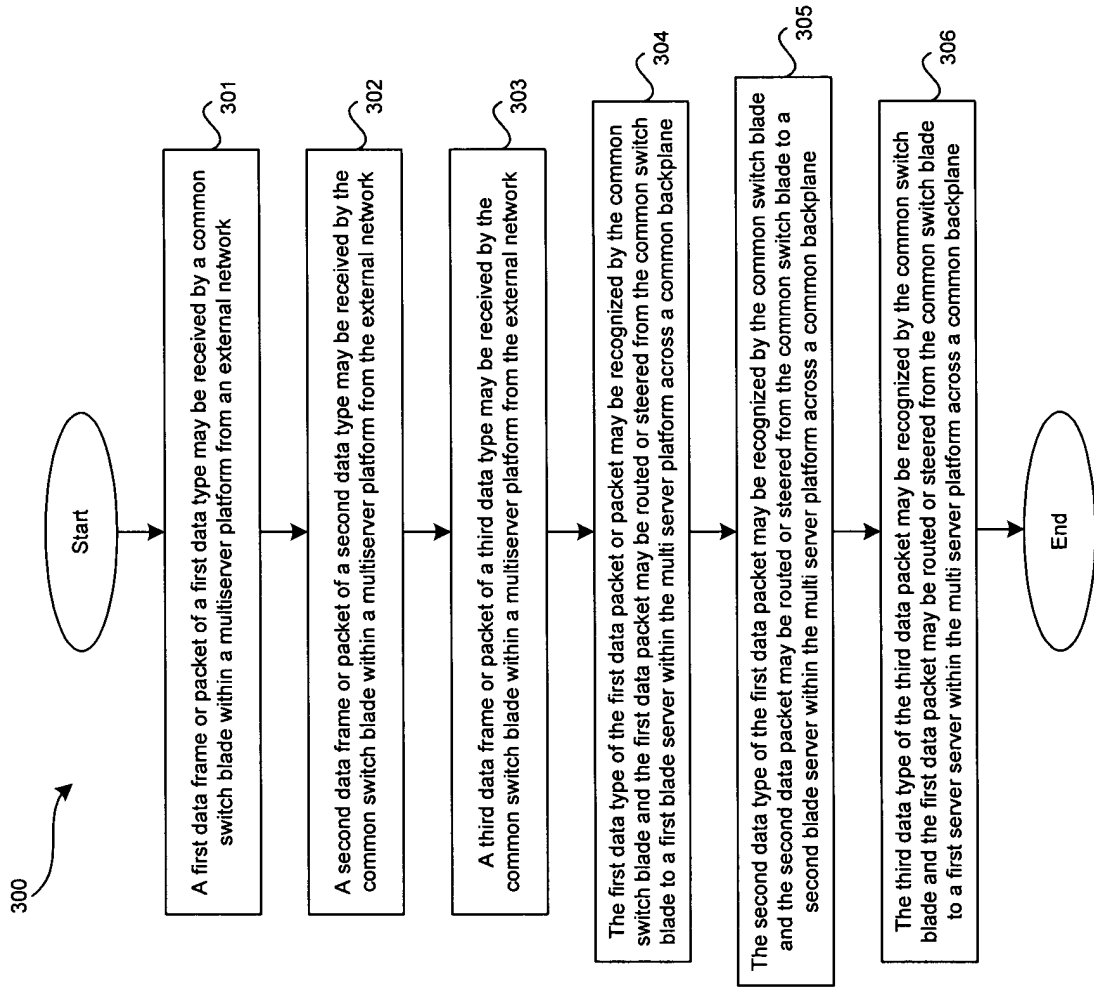 300
Start
A first data frame or packet of a first data type may be received by a common
switch blade within a multiserver platform from an external network
301
A second data frame or packet of a second data type may be received by the
common switch blade within a multiserver platform from the external network
302
A third data frame or packet of a third data type may be received by the
common switch blade within a multiserver platform from the external network
303
The first data type of the first data packet or packet may be recognized by the common
switch blade and the first data packet may be routed or steered from the common switch
blade to a first blade server within the multi server platform across a common backplane
304
The second data type of the first data packet may be recognized by the common switch blade
and the second data packet may be routed or steered from the common switch blade to a
second blade server within the multi server platform across a common backplane
305
The third data type of the third data packet may be recognized by the common switch
blade and the first data packet may be routed or steered from the common switch blade
to a first server server within the multi server platform across a common backplane
306
End